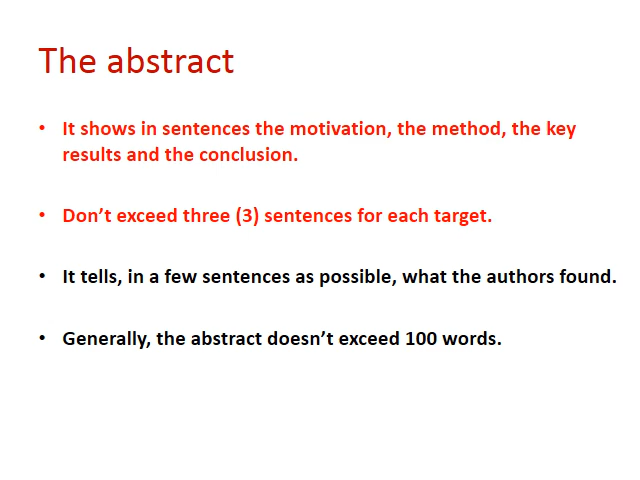 The abstract
• It shows in sentences the motivation, the method, the key
results and the conclusion.
• Don’t exceed three (3) sentences for each target.
• It tells, in a few sentences as possible, what the authors found.
• Generally, the abstract doesn’t exceed 100 words.